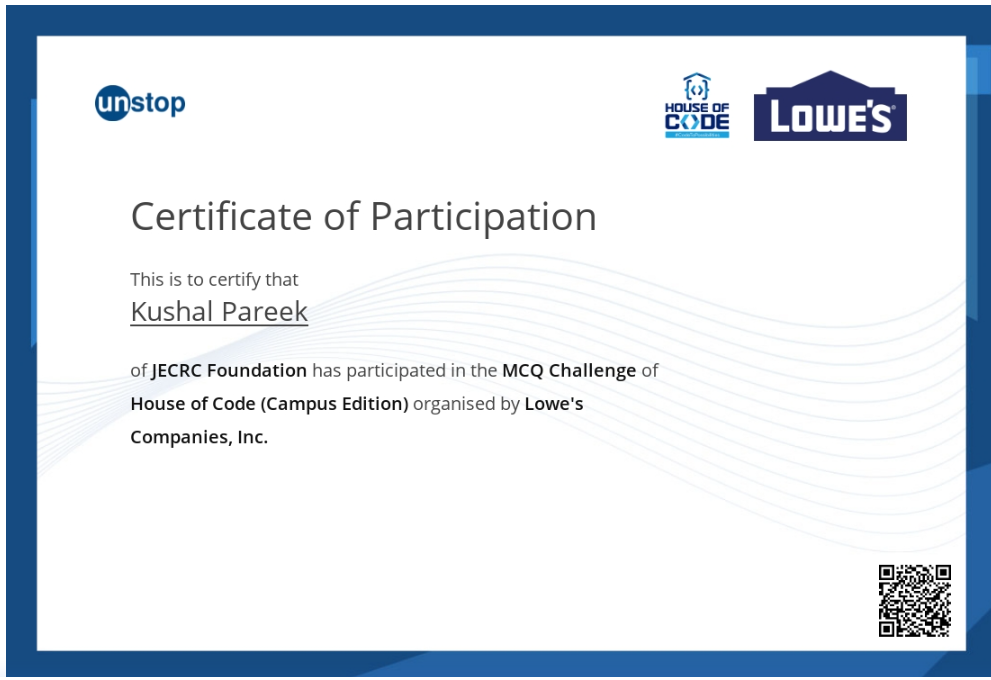 unstop
HOUSE OF
CODE
LOWE'S
Certificate of Participation
This is to certify that
Kushal Pareek
of JECRC Foundation has participated in the MCQ Challenge of
House of Code (Campus Edition) organised by Lowe's
Companies, Inc.